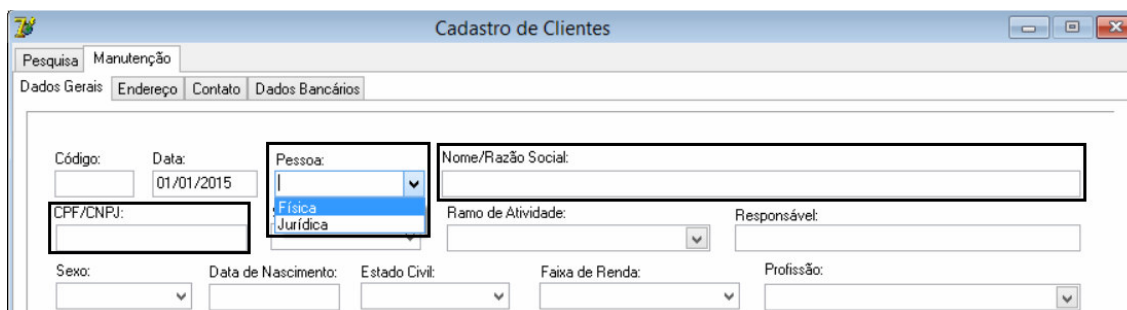 Cadastro de Clientes
Pesquisa Manutenção
Dados Gerais Endereço Contato Dados Bancários
Código: Data: Pessoa: Nome/Razão Social:
01/01/2015
Física
Jurídica
CPF/CNPJ: Ramo de Atividade: Responsável:
Sexo: Data de Nascimento: Estado Civil: Faixa de Renda: Profissão: